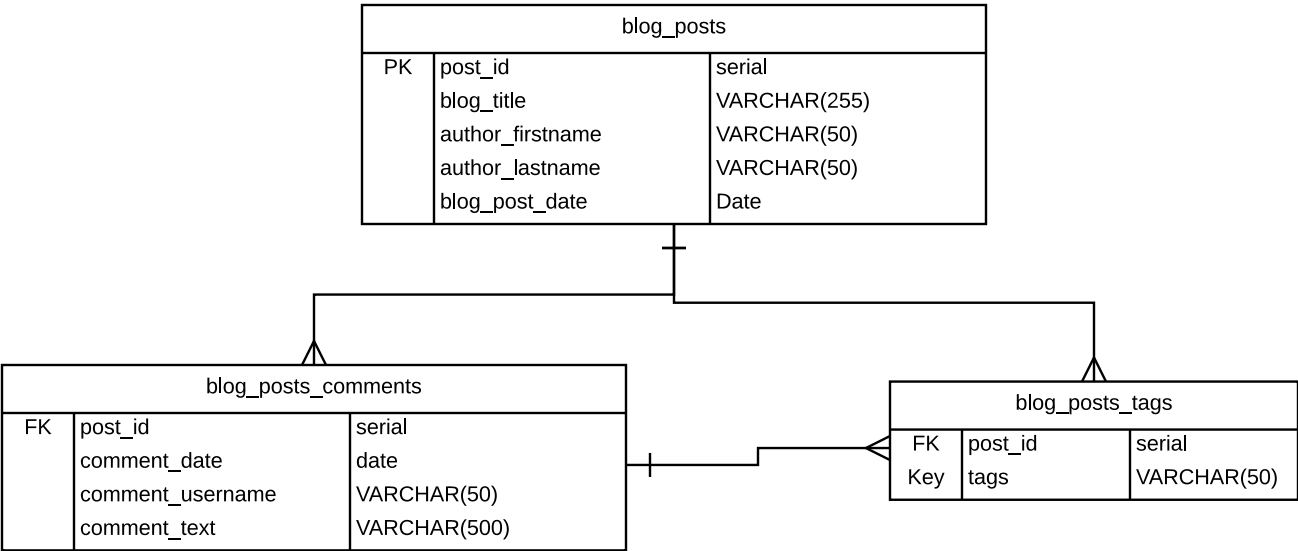 blog_posts
PK post_id serial
blog_title VARCHAR(255)
author_firstname VARCHAR(50)
author_lastname VARCHAR(50)
blog_post_date Date
blog_posts_comments
FK post_id serial
comment_date date
comment_username VARCHAR(50)
comment_text VARCHAR(500)
blog_posts_tags
FK post_id serial
Key tags VARCHAR(50)